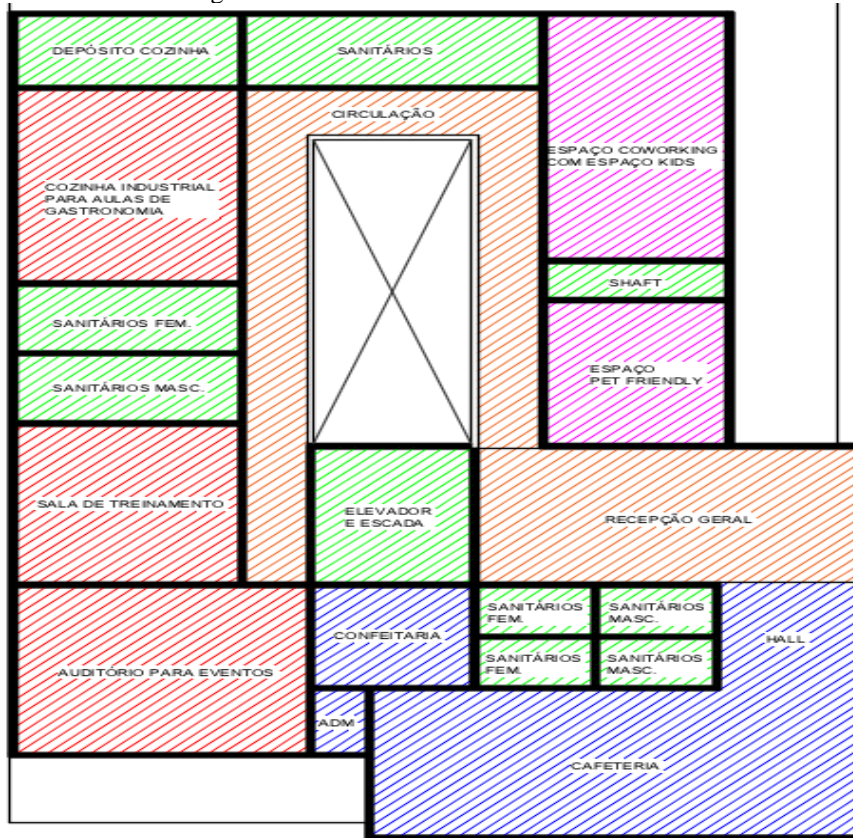 DEPÓSITO COZINHA
SANITÁRIOS
CIRCULAÇÃO
ESPAÇO COWORKING
COM ESPAÇO KIDS
COZINHA INDUSTRIAL
PARA AULAS DE
GASTRONOMIA
SHAFT
SANITÁRIOS FEM.
ESPAÇO
PET FRIENDLY
SANITÁRIOS MASC.
SALA DE TREINAMENTO
ELEVADOR
E ESCADA
RECEPÇÃO GERAL
SANITÁRIOS
FEM.
SANITÁRIOS
MASC.
CONFEITARIA
HALL
SANITÁRIOS
FEM.
SANITÁRIOS
MASC.
AUDITÓRIO PARA EVENTOS
ADM
CAFETERIA